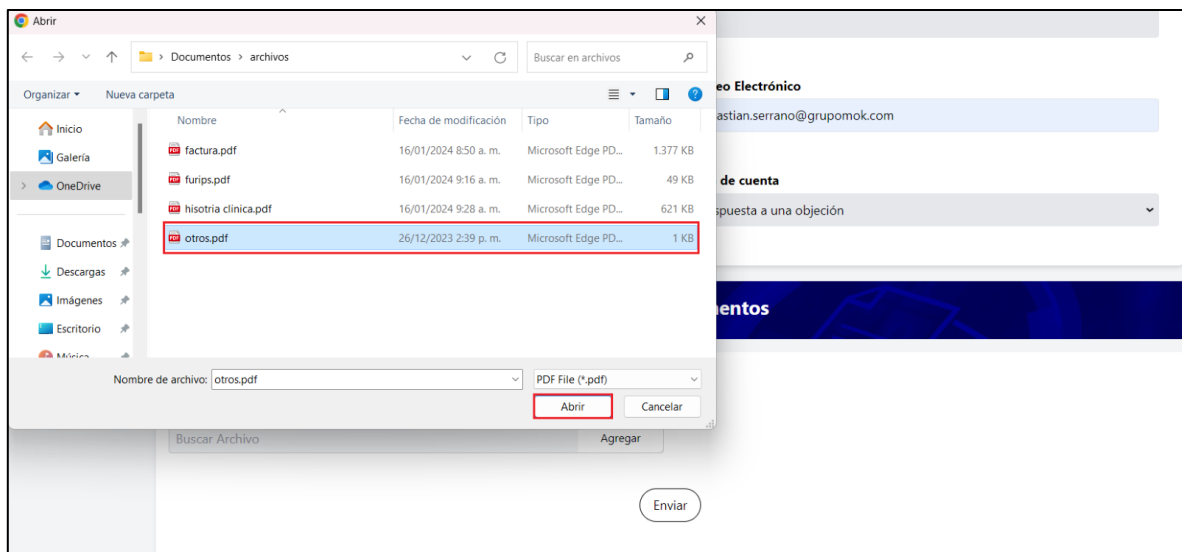 Abrir
Documentos > archivos
Buscar en archivos
Organizar
Nueva carpeta
Inicio
Galería
OneDrive
Documentos
Descargas
Imágenes
Escritorio
Música
Nombre Fecha de modificación Tipo Tamaño
factura.pdf 16/01/2024 8:50 a. m. Microsoft Edge PD... 1.377 KB
furips.pdf 16/01/2024 9:16 a. m. Microsoft Edge PD... 49 KB
hisotria clinica.pdf 16/01/2024 9:28 a. m. Microsoft Edge PD... 621 KB
otros.pdf 26/12/2023 2:39 p. m. Microsoft Edge PD... 1 KB
Nombre de archivo: otros.pdf PDF File (*.pdf)
Abrir Cancelar
eo Electrónico
astian.serrano@grupomok.com
de cuenta
spuesta a una objeción
entos
Buscar Archivo Agregar
Enviar